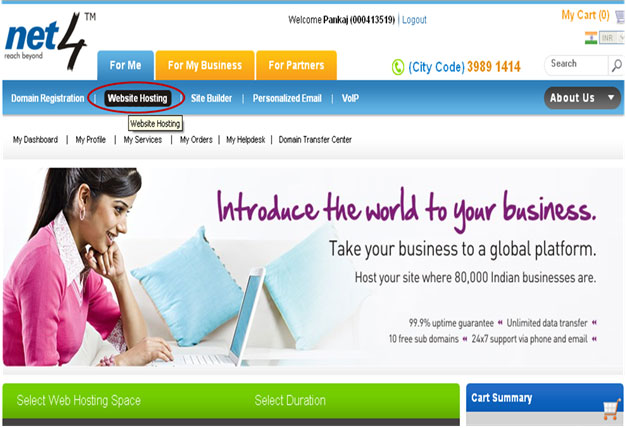 net4 TM
reach beyond
Welcome Pankaj (000413519) | Logout
My Cart (0)
INR
For Me
For My Business
For Partners
(City Code) 3989 1414
Search
Domain Registration | Website Hosting | Site Builder | Personalized Email | VoIP
About Us
Website Hosting
My Dashboard | My Profile | My Services | My Orders | My Helpdesk | Domain Transfer Center
Introduce the world to your business.
Take your business to a global platform.
Host your site where 80,000 Indian businesses are.
99.9% uptime guarantee « Unlimited data transfer «
10 free sub domains « 24x7 support via phone and email «
Select Web Hosting Space
Select Duration
Cart Summary